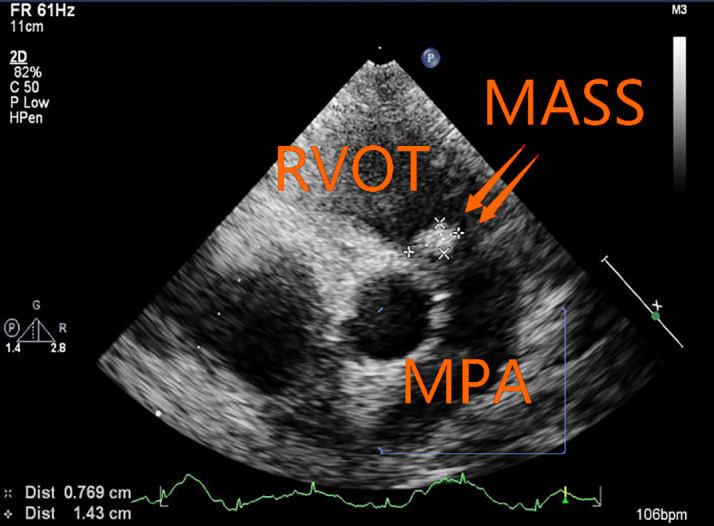 FR 61Hz
11cm
M3
2D
82%
C 50
P Low
HPen
P
MASS
RVOT
G
P
R
1.4
2.8
MPA
Dist 0.769 cm
Dist 1.43 cm
106bpm